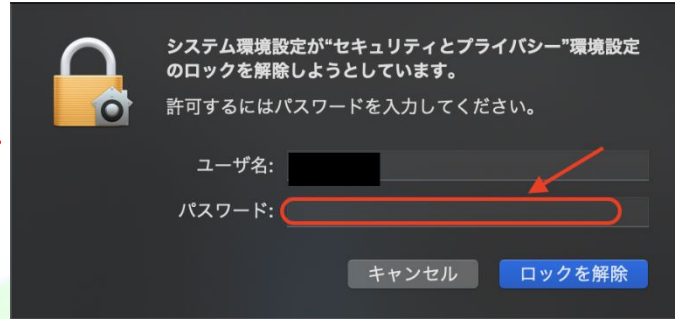 システム環境設定が“セキュリティとプライバシー”環境設定
のロックを解除しようとしています。
許可するにはパスワードを入力してください。
ユーザ名:
パスワード:
キャンセル
ロックを解除